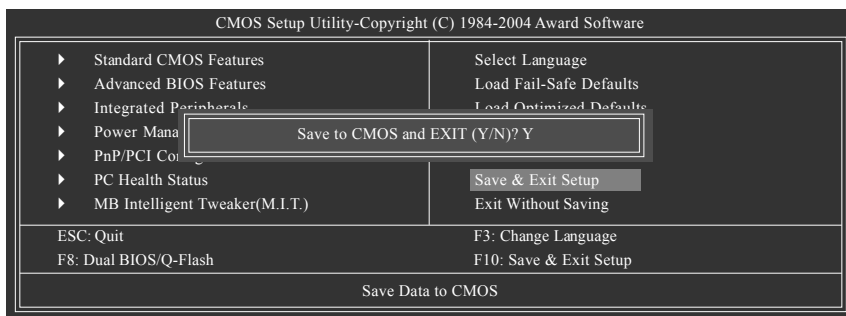 CMOS Setup Utility-Copyright (C) 1984-2004 Award Software
Standard CMOS Features
Advanced BIOS Features
Integrated Peripherals
Power Mana
PnP/PCI
PC Health Status
MB Intelligent Tweaker(M.I.T.)
Select Language
Load Fail-Safe Defaults
Load Optimized Defaults
Save & Exit Setup
Exit Without Saving
Save to CMOS and EXIT (Y/N)? Y
ESC: Quit
F3: Change Language
F8: Dual BIOS/Q-Flash
F10: Save & Exit Setup
Save Data to CMOS